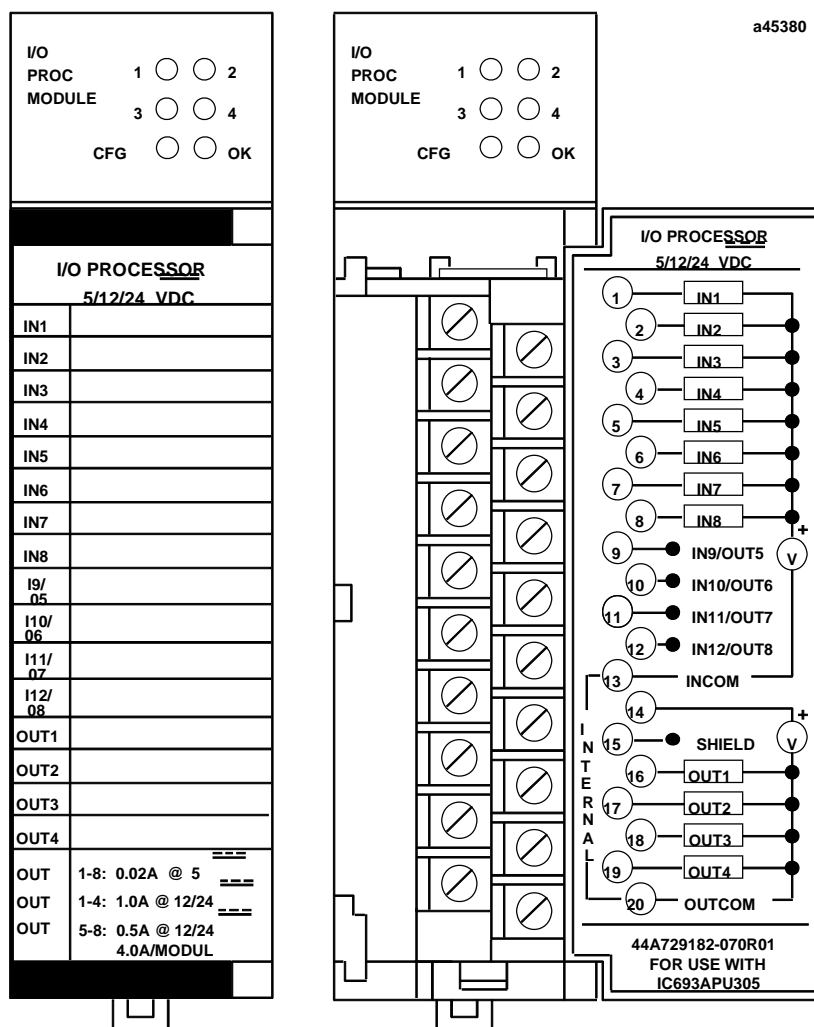 a45380
I/O
PROC
MODULE
1 2
3 4
CFG OK
I/O PROCESSOR
5/12/24 VDC
IN1
IN2
IN3
IN4
IN5
IN6
IN7
IN8
I9/
05
I10/
06
I11/
07
I12/
08
OUT1
OUT2
OUT3
OUT4
OUT 1-8: 0.02A @ 5
OUT 1-4: 1.0A @ 12/24
OUT 5-8: 0.5A @ 12/24
4.0A/MODUL
I/O
PROC
MODULE
1 2
3 4
CFG OK
I/O PROCESSOR
5/12/24 VDC
1 IN1
2 IN2
3 IN3
4 IN4
5 IN5
6 IN6
7 IN7
8 IN8
+
9 IN9/OUT5 V
10 IN10/OUT6
11 IN11/OUT7
12 IN12/OUT8
13 INCOM
14 +
15 SHIELD V
16 OUT1
17 OUT2
18 OUT3
19 OUT4
20 OUTCOM
INTERNAL
44A729182-070R01
FOR USE WITH
IC693APU305